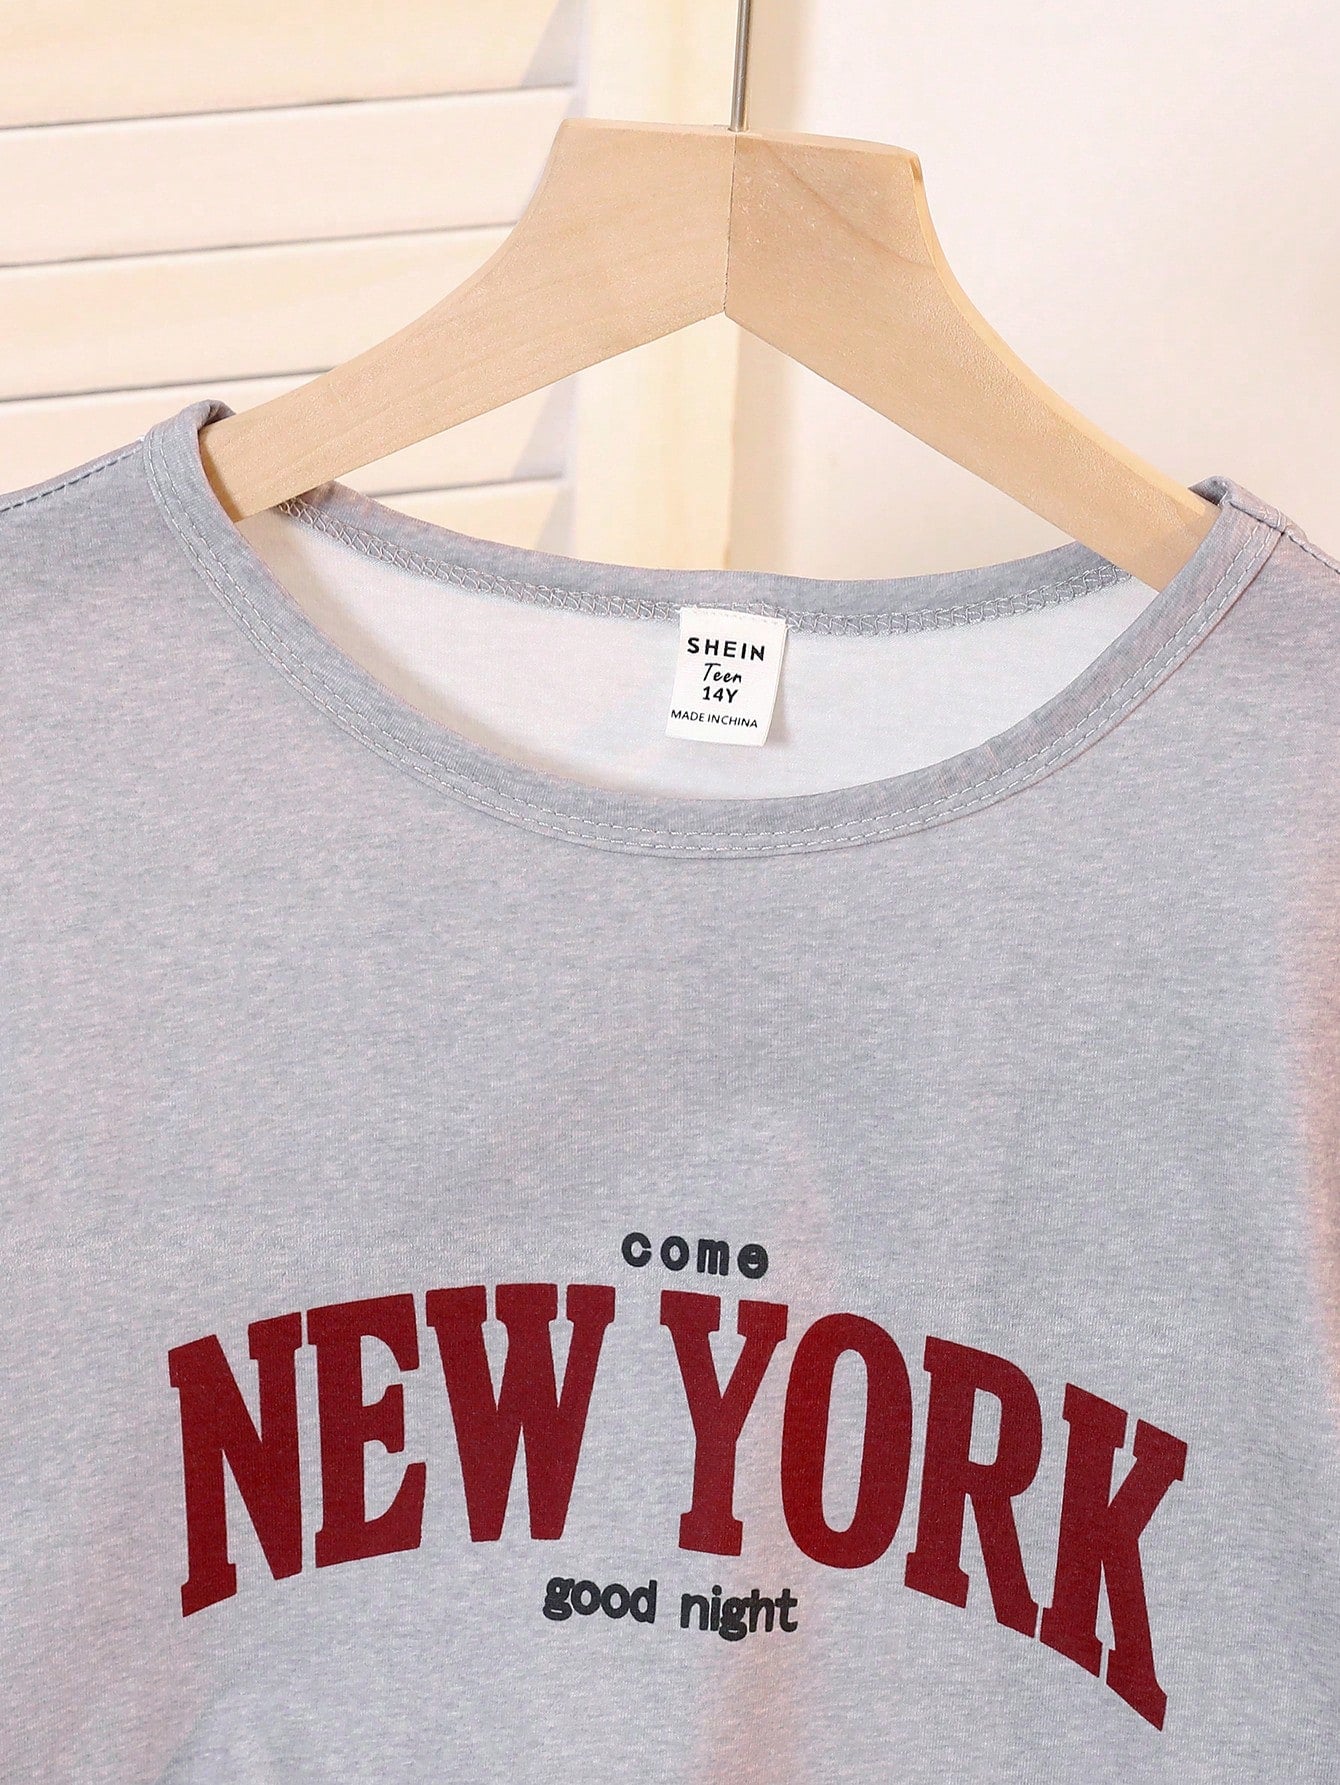 SHEIN
Teen
14Y
MADE IN CHINA
come
NEW YORK
good night